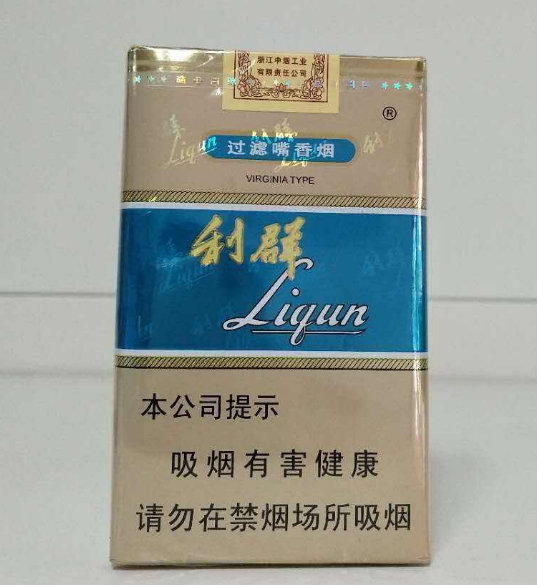 浙江中烟工业
有限责任公司
®
Liqun
过滤嘴香烟
VIRGINIA TYPE
利群
Liqun
本公司提示
吸烟有害健康
请勿在禁烟场所吸烟